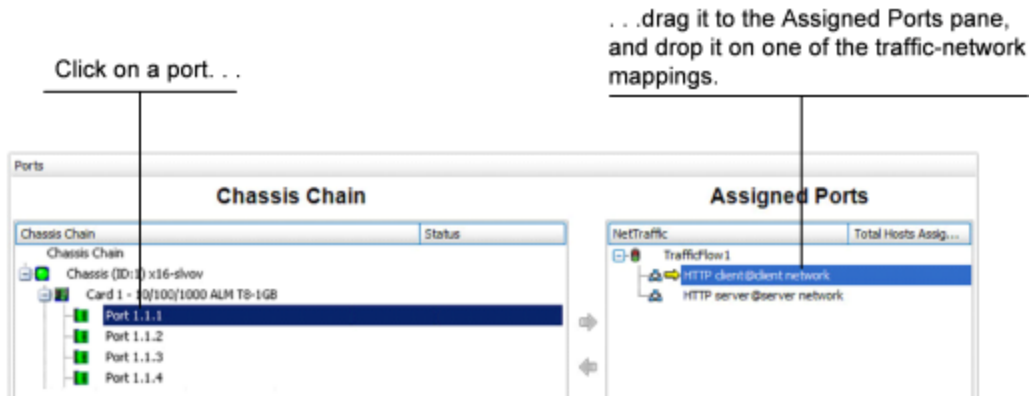 . . .drag it to the Assigned Ports pane,
and drop it on one of the traffic-network
mappings.
Click on a port. . .
Ports
Chassis Chain
Assigned Ports
Chassis Chain
Status
NetTraffic
Total Hosts Assig...
Chassis Chain
TrafficFlow1
Chassis (ID:1) x16-slvov
HTTP client@client network
Card 1 - 10/100/1000 ALM T8-1GB
HTTP server@server network
Port 1.1.1
Port 1.1.2
Port 1.1.3
Port 1.1.4